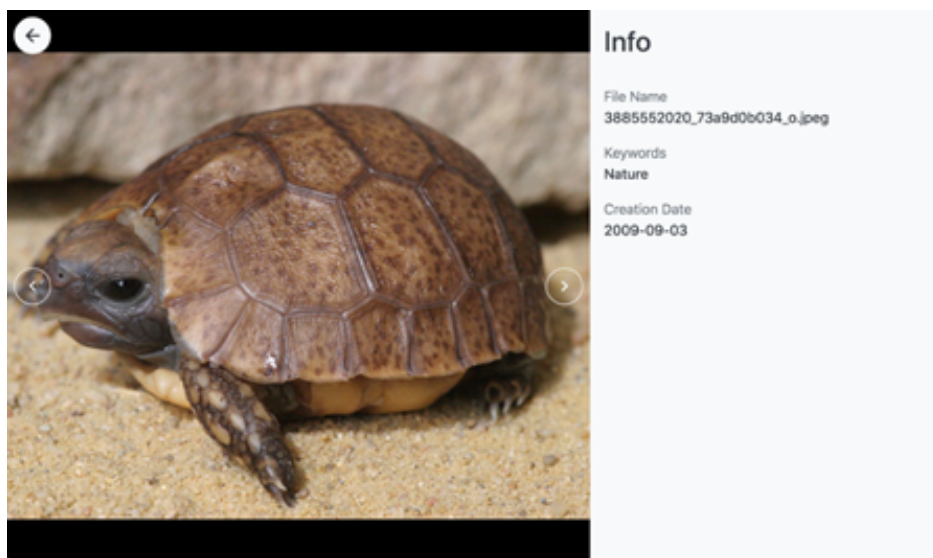 Info
File Name
3885552020_73a9d0b034_o.jpeg
Keywords
Nature
Creation Date
2009-09-03